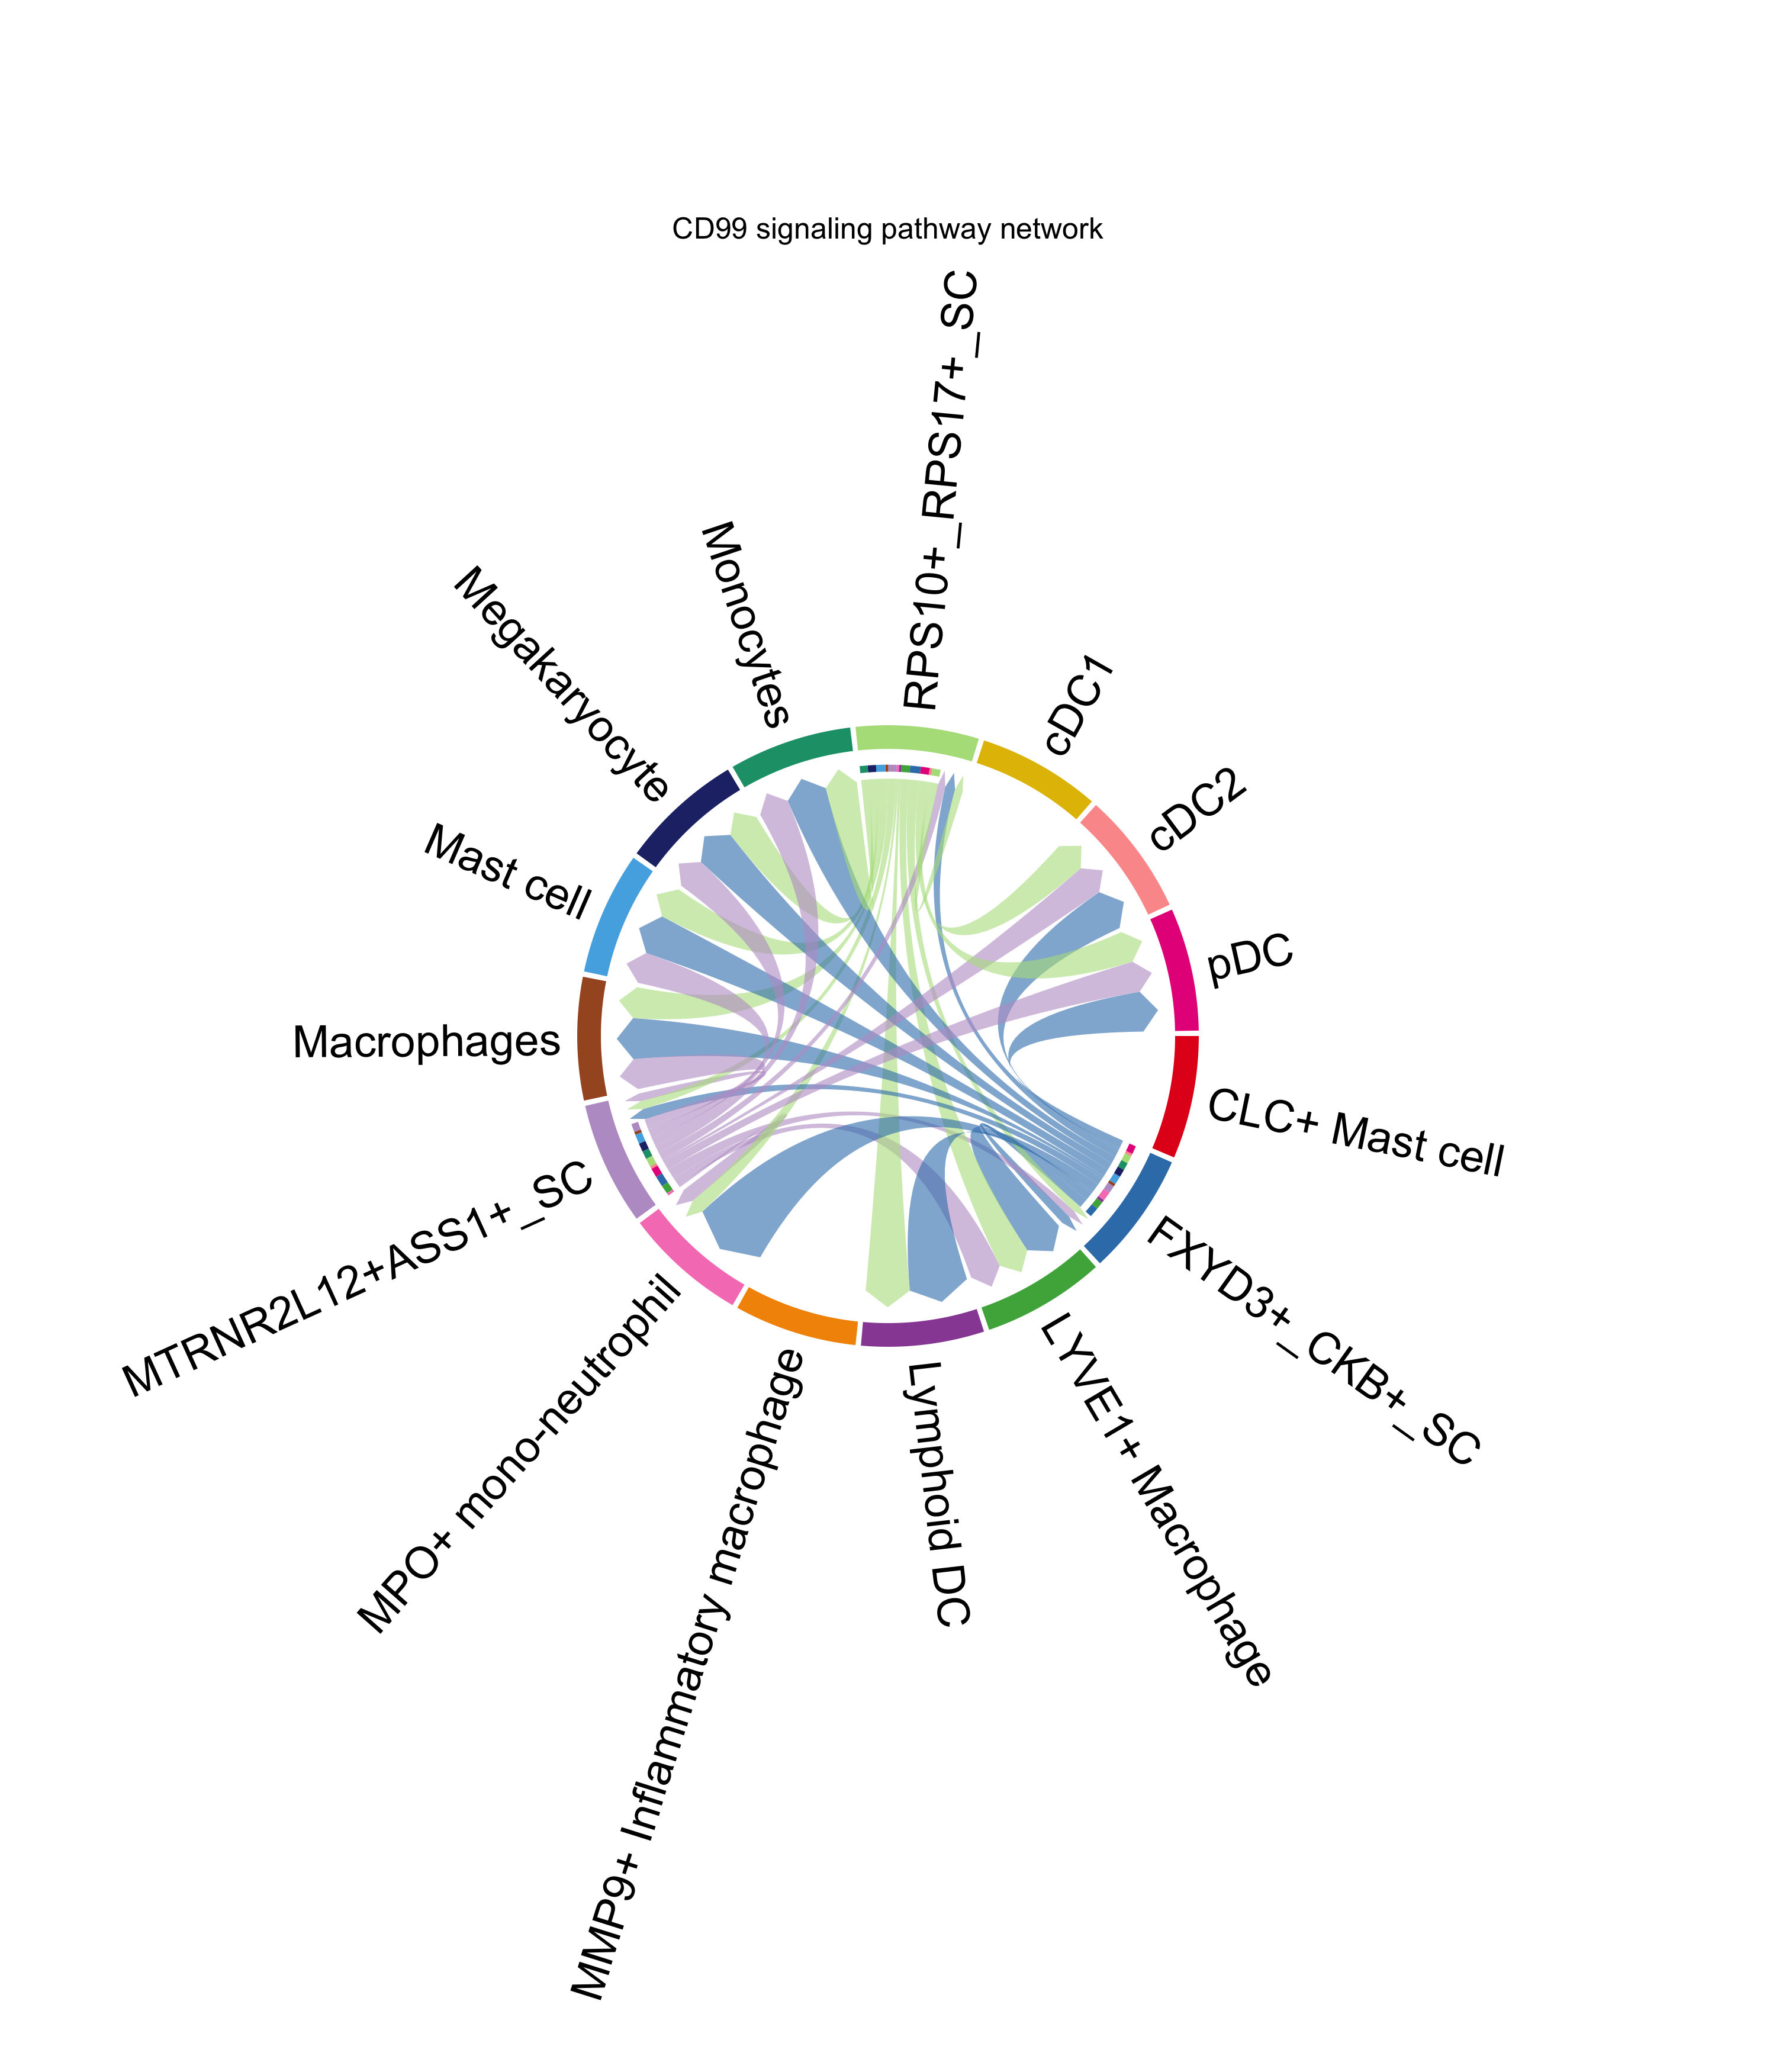 CD99 signaling pathway network
RPS10+_RPS17+_SC
cDC1
cDC2
pDC
CLC+ Mast cell
FXYD3+_CKB+_SC
LYVE1+ Macrophage
Lymphoid DC
MMP9+ Inflammatory macrophage
MPO+ mono-neutrophil
MTRNR2L12+ASS1+_SC
Macrophages
Mast cell
Megakaryocyte
Monocytes